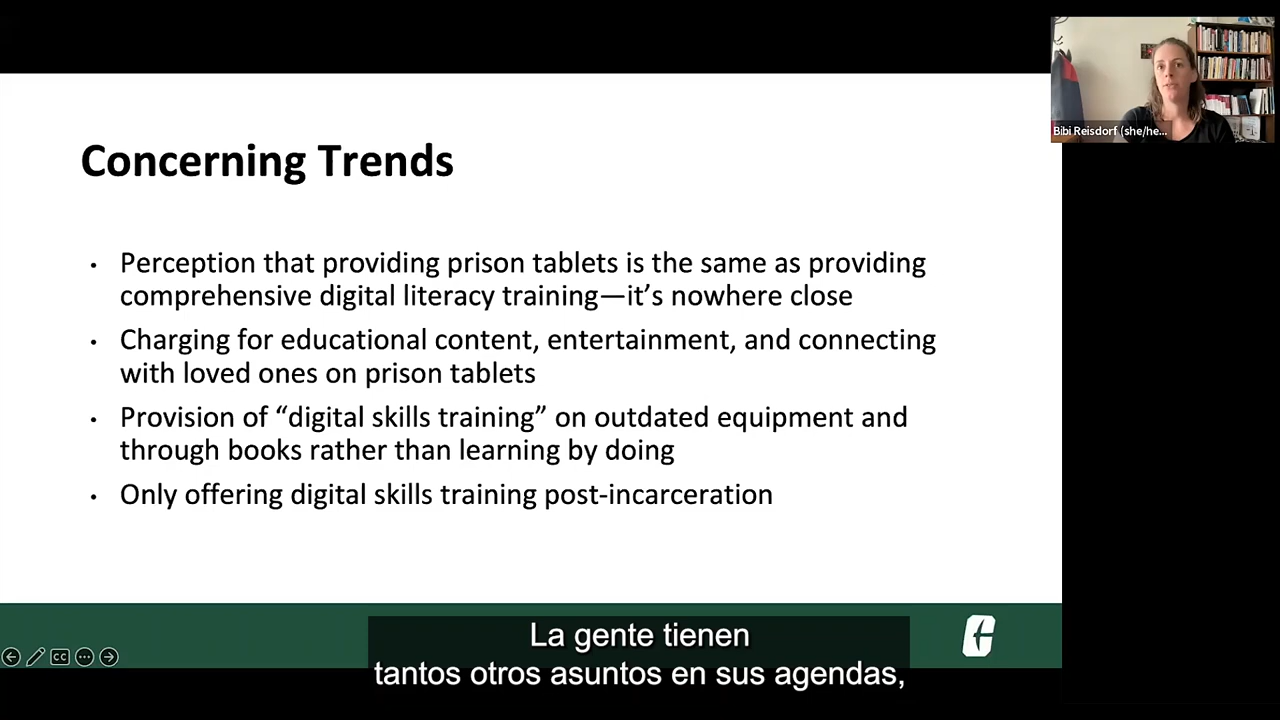 Bibi Reisdorf (she/he...
Concerning Trends
• Perception that providing prison tablets is the same as providing
comprehensive digital literacy training—it’s nowhere close
• Charging for educational content, entertainment, and connecting
with loved ones on prison tablets
• Provision of “digital skills training” on outdated equipment and
through books rather than learning by doing
• Only offering digital skills training post-incarceration
CC
La gente tienen
tantos otros asuntos en sus agendas,